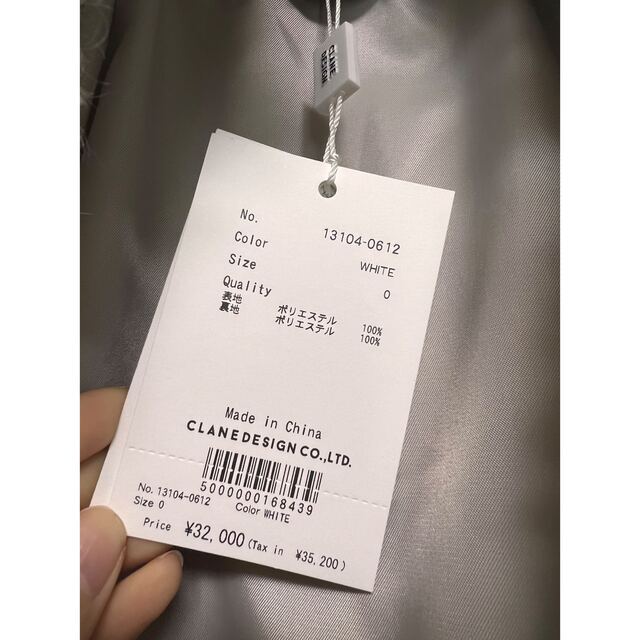 CLANE
DESIGN
No. 13104-0612
Color WHITE
Size 0
Quality
表地 ポリエステル 100%
裏地 ポリエステル 100%
Made in China
CLANEDESIGN CO.,LTD.
5000000168439
No. 13104-0612
Size 0 Color WHITE
Price ¥32,000 (Tax in ¥35,200)